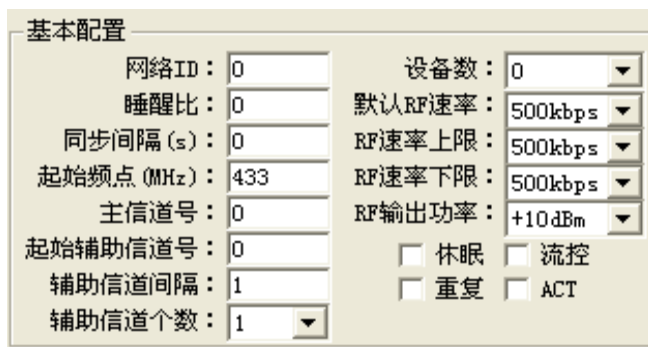 基本配置
网络ID： 0 设备数： 0
睡醒比： 0 默认RF速率： 500kbps
同步间隔(s)： 0 RF速率上限： 500kbps
起始频点(MHz)： 433 RF速率下限： 500kbps
主信道号： 0 RF输出功率： +10dBm
起始辅助信道号： 0 休眠 流控
辅助信道间隔： 1 重复 ACT
辅助信道个数： 1